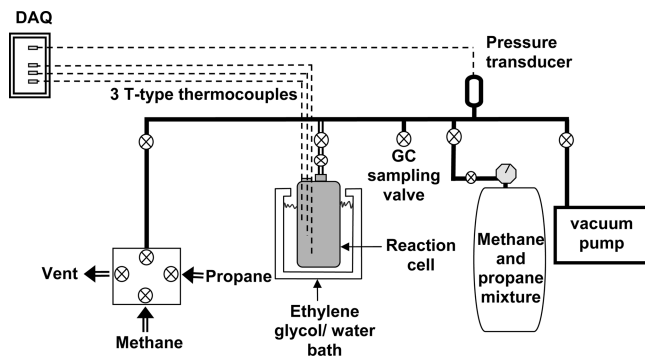 DAQ
Pressure
transducer
3 T-type thermocouples
GC
sampling
valve
Reaction
cell
Methane
and
propane
mixture
vacuum
pump
Vent
Propane
Methane
Ethylene
glycol/ water
bath